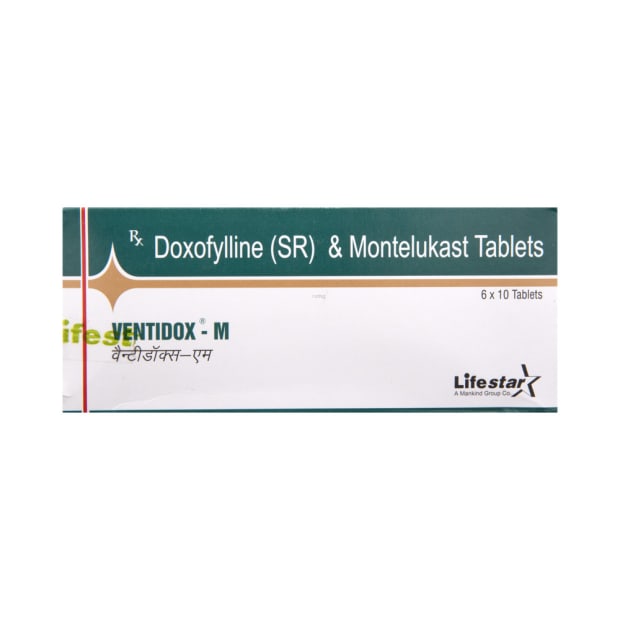 Rx Doxofylline (SR) & Montelukast Tablets
6 x 10 Tablets
VENTIDOX® - M
वैन्टीडॉक्स–एम
Lifestar
A Mankind Group Co.